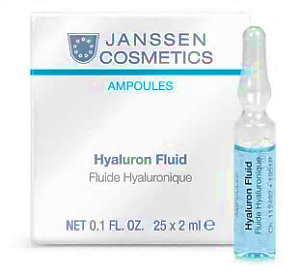 JANSSEN
COSMETICS
AMPOULES
Hyaluron Fluid
Fluide Hyaluronique
NET 0.1 FL. OZ. 25 x 2 ml e
AMPOULES
Hyaluron Fluid
Fluide Hyaluronique